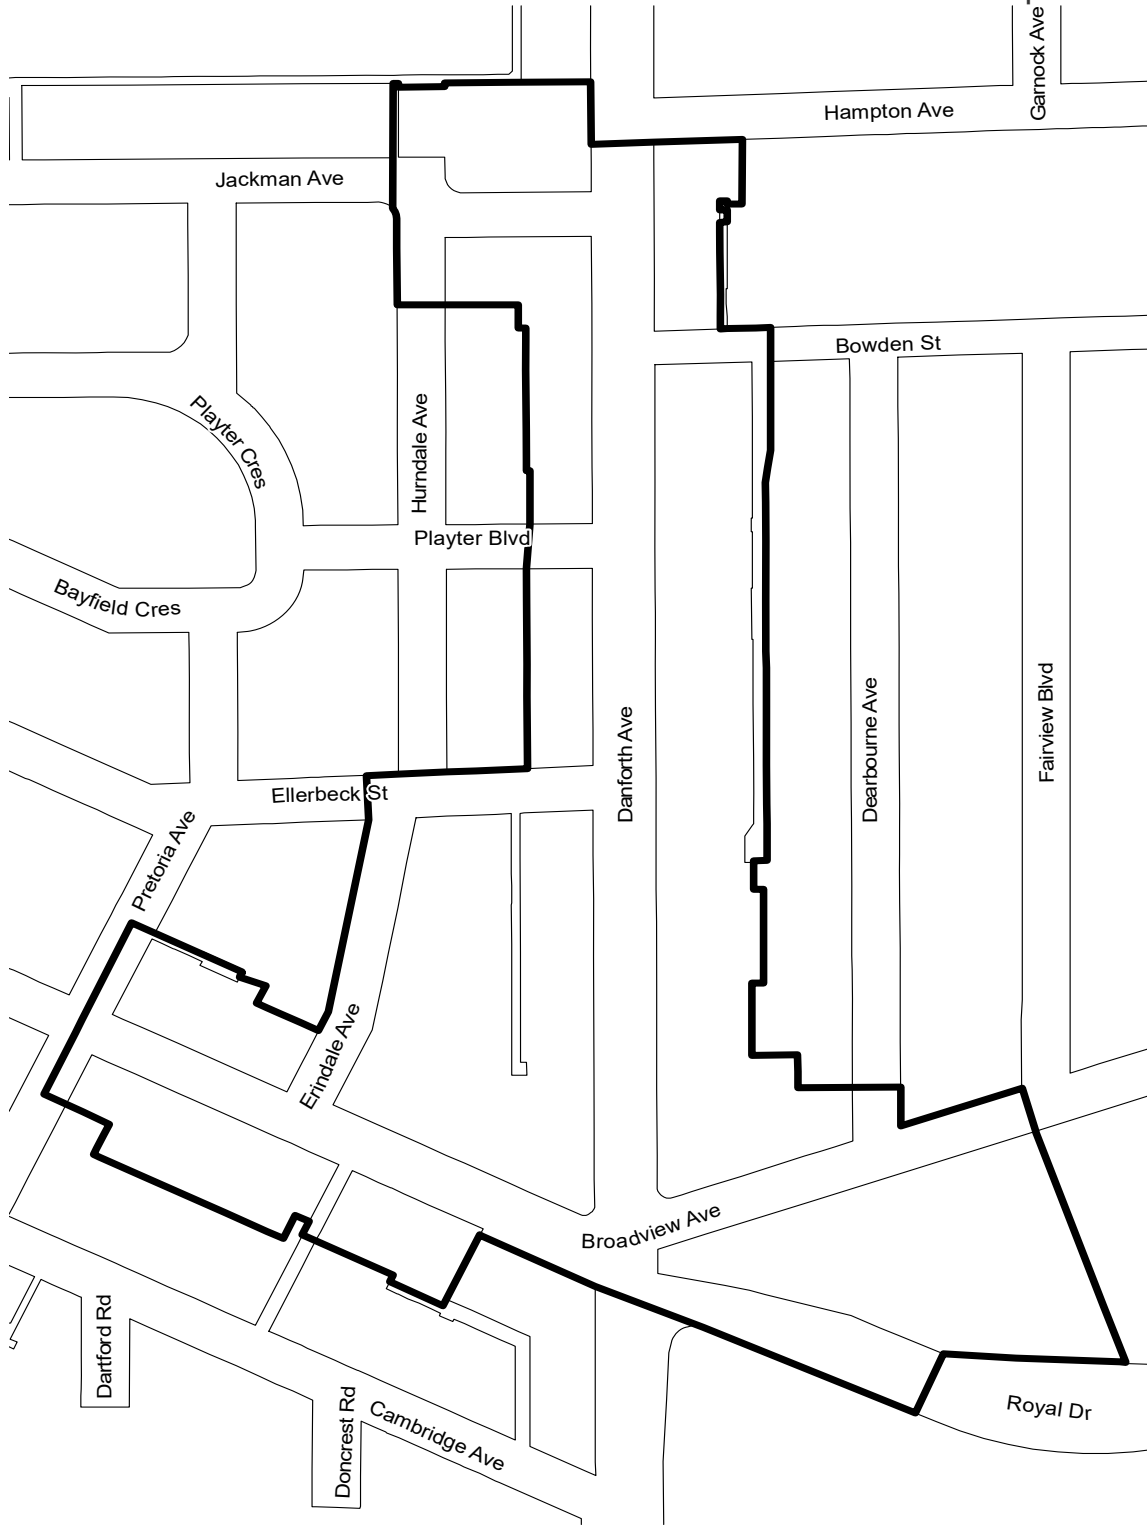 Garnock Ave
Hampton Ave
Jackman Ave
Bowden St
Playter Cres
Hurndale Ave
Playter Blvd
Bayfield Cres
Fairview Blvd
Danforth Ave
Dearbourne Ave
Ellerbeck St
Pretoria Ave
Erindale Ave
Broadview Ave
Dartford Rd
Doncrest Rd
Cambridge Ave
Royal Dr